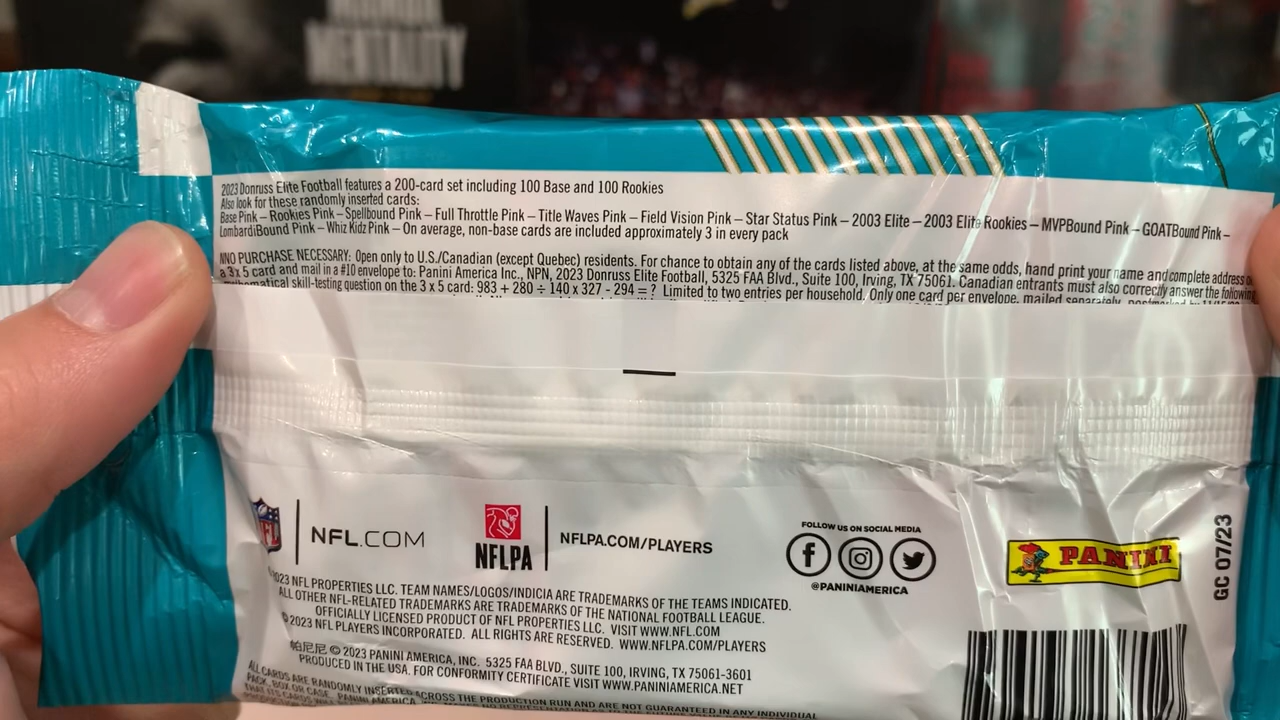 MENTALITY
2023 Donruss Elite Football features a 200-card set including 100 Base and 100 Rookies
Also look for these randomly inserted cards:
Base Pink – Rookies Pink – Spellbound Pink – Full Throttle Pink – Title Waves Pink – Field Vision Pink – Star Status Pink – 2003 Elite – 2003 Elite Rookies – MVPBound Pink – GOATBound Pink –
LombardiBound Pink – Whiz Kidz Pink – On average, non-base cards are included approximately 3 in every pack
NNO PURCHASE NECESSARY: Open only to U.S./Canadian (except Quebec) residents. For chance to obtain any of the cards listed above, at the same odds, hand print your name and complete address on
a 3 x 5 card and mail in a #10 envelope to: Panini America Inc., NPN, 2023 Donruss Elite Football, 5325 FAA Blvd., Suite 100, Irving, TX 75061. Canadian entrants must also correctly answer the following
mathematical skill-testing question on the 3 x 5 card: 983 + 280 ÷ 140 x 327 - 294 = ? Limited to two entries per household. Only one card per envelope, mailed separately,
NFL
NFL.COM
NFLPA
NFLPA.COM/PLAYERS
FOLLOW US ON SOCIAL MEDIA
@PANINIAMERICA
PANINI
GC 07/23
©2023 NFL PROPERTIES LLC. TEAM NAMES/LOGOS/INDICIA ARE TRADEMARKS OF THE TEAMS INDICATED.
ALL OTHER NFL-RELATED TRADEMARKS ARE TRADEMARKS OF THE NATIONAL FOOTBALL LEAGUE.
OFFICIALLY LICENSED PRODUCT OF NFL PROPERTIES LLC. VISIT WWW.NFL.COM
©2023 NFL PLAYERS INCORPORATED. ALL RIGHTS ARE RESERVED. WWW.NFLPA.COM/PLAYERS
帕尼尼 © 2023 PANINI AMERICA, INC. 5325 FAA BLVD., SUITE 100, IRVING, TX 75061-3601
PRODUCED IN THE USA. FOR CONFORMITY CERTIFICATE VISIT WWW.PANINIAMERICA.NET
ALL CARDS ARE RANDOMLY INSERTED ACROSS THE PRODUCTION RUN AND ARE NOT GUARANTEED IN ANY INDIVIDUAL
PACK, BOX OR CASE. PANINI AMERICA